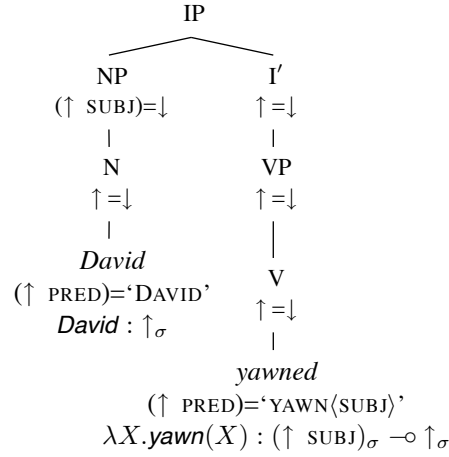 IP
NP I′
(↑ SUBJ)=↓ ↑=↓
N VP
↑=↓ ↑=↓
David
(↑ PRED)=‘DAVID’ V
David : ↑σ ↑=↓
yawned
(↑ PRED)=‘YAWN⟨SUBJ⟩’
λX.yawn(X) : (↑ SUBJ)σ ⊸ ↑σ